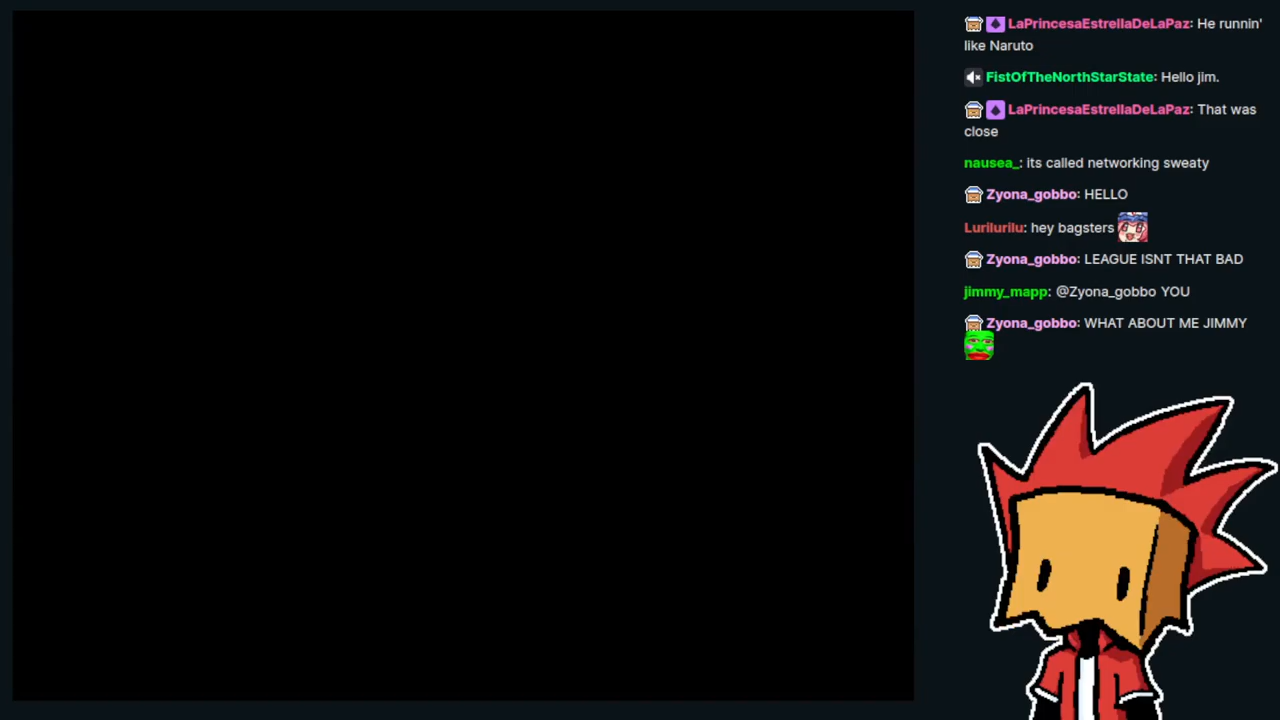 LaPrincesaEstrellaDeLaPaz: He runnin'
like Naruto
FistOfTheNorthStarState: Hello jim.
LaPrincesaEstrellaDeLaPaz: That was
close
nausea_: its called networking sweaty
Zyona_gobbo: HELLO
Lurilurilu: hey bagsters
Zyona_gobbo: LEAGUE ISNT THAT BAD
jimmy_mapp: @Zyona_gobbo YOU
Zyona_gobbo: WHAT ABOUT ME JIMMY